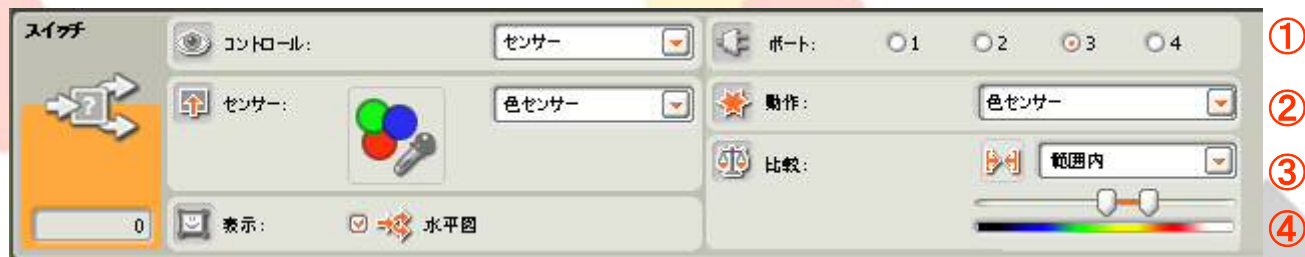 スイッチ
0
コントロール: センサー
センサー: 色センサー
表示: 水平図
ポート: 1 2 3 4
動作: 色センサー
比較: 範囲内
①
②
③
④